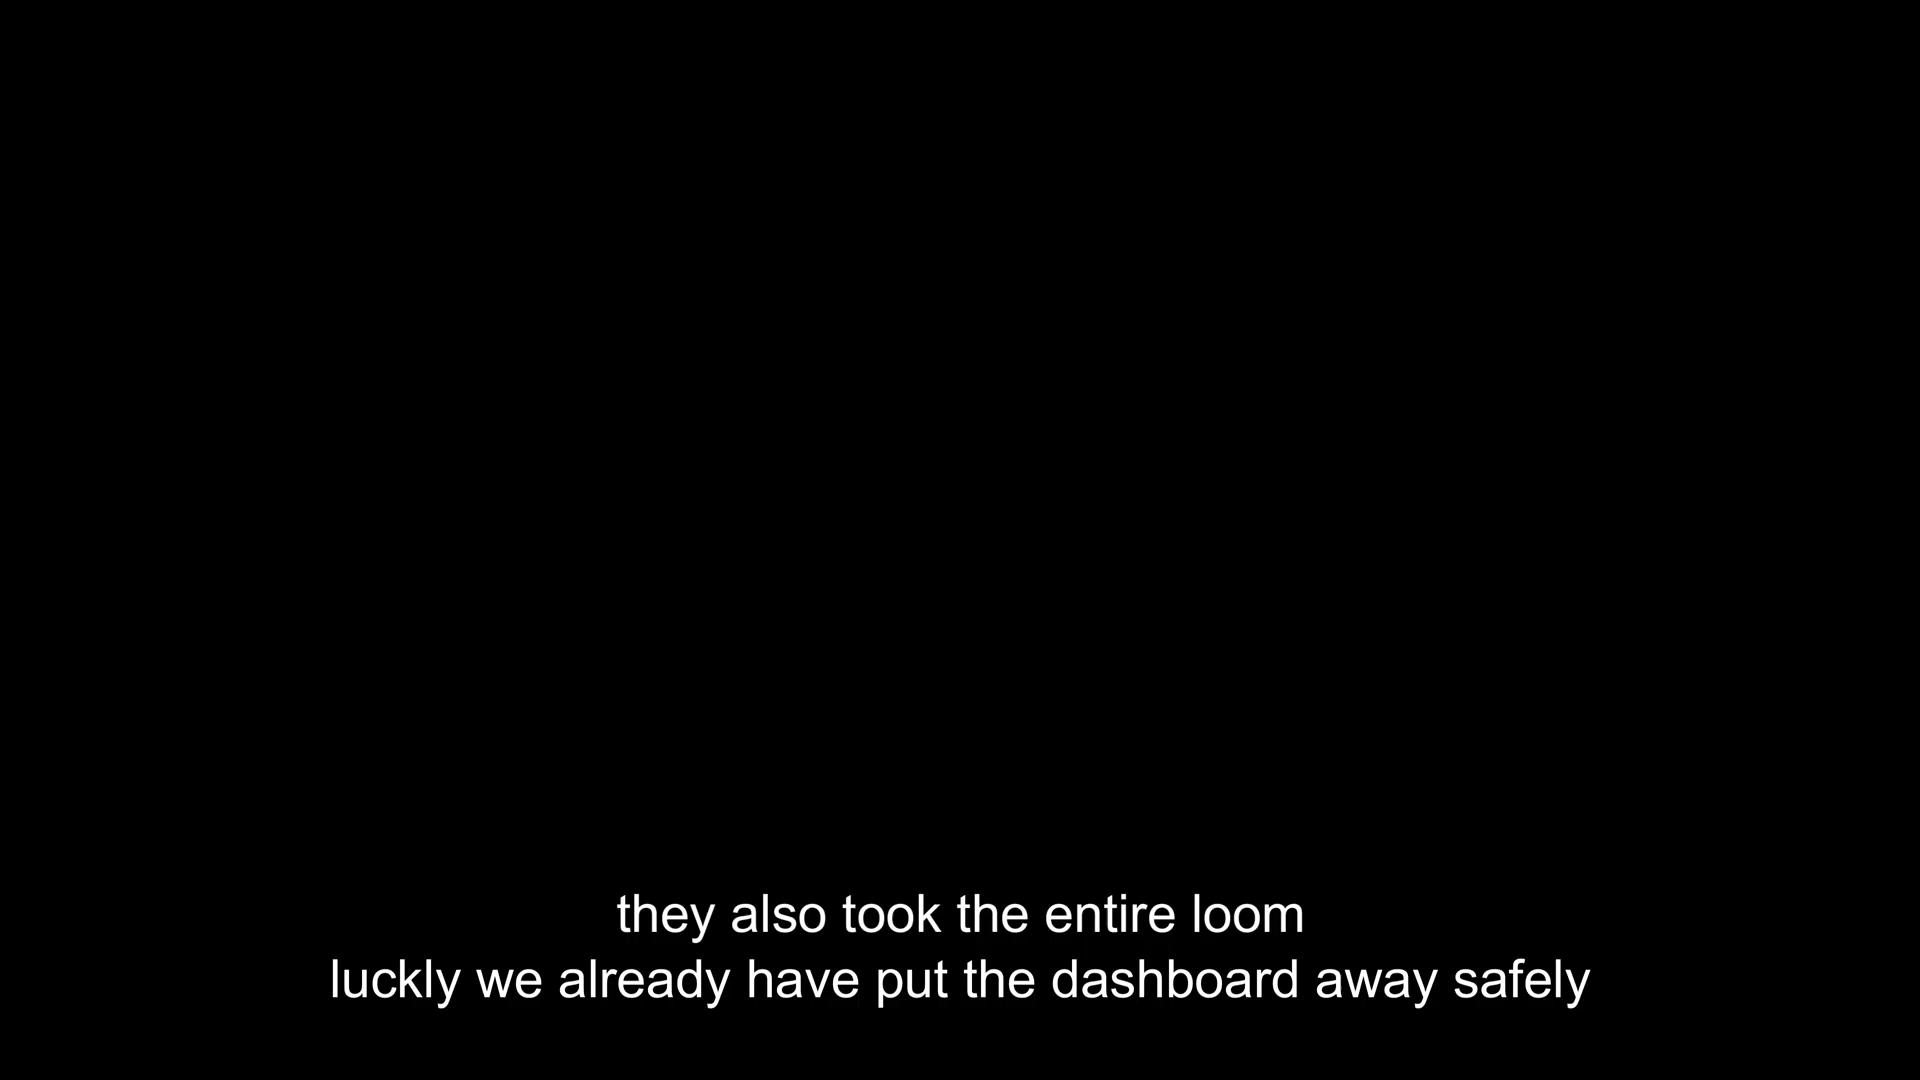 they also took the entire loom
luckly we already have put the dashboard away safely